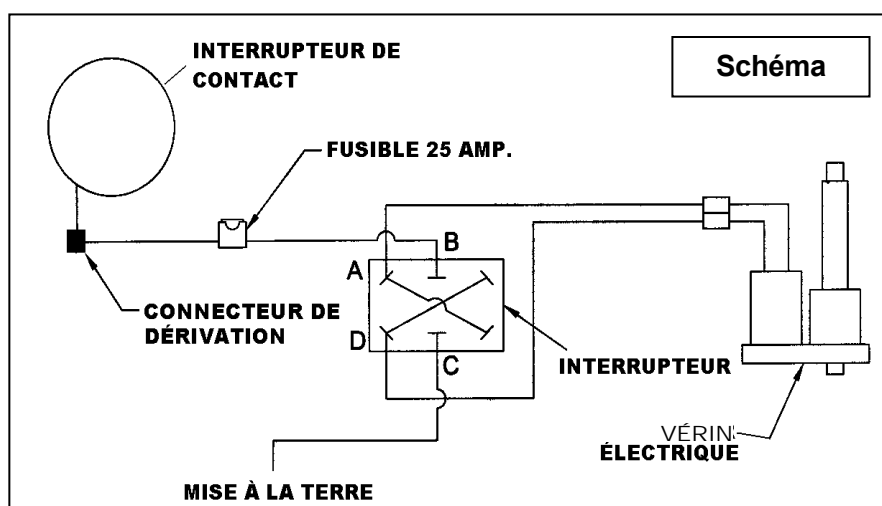 INTERRUPTEUR DE
CONTACT
Schéma
FUSIBLE 25 AMP.
B
A
CONNECTEUR DE
DÉRIVATION
D
C
INTERRUPTEUR
VÉRIN
ÉLECTRIQUE
MISE À LA TERRE